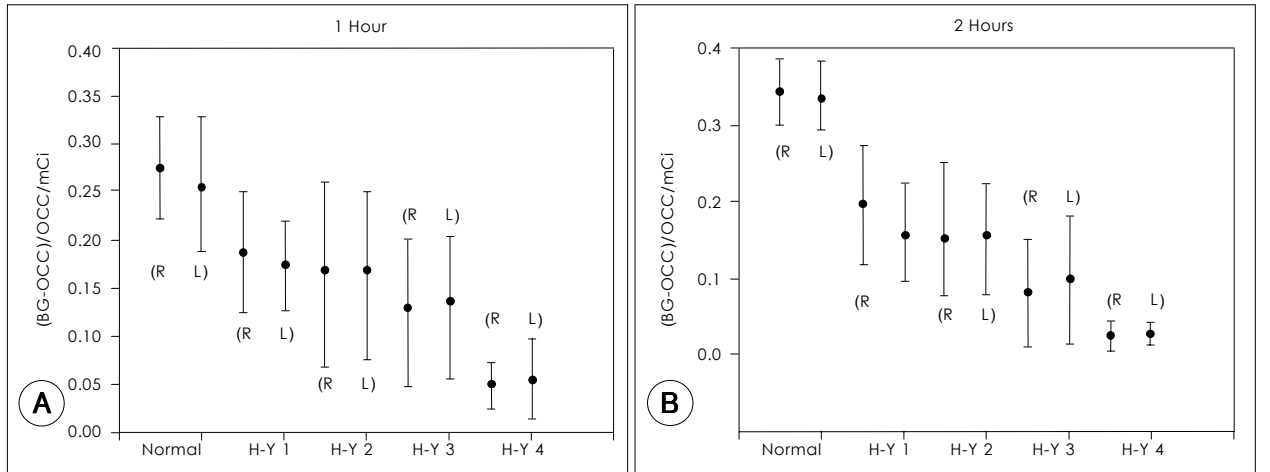 1 Hour
(BG-OCC)/OCC/mCi
0.40
0.35
0.30
0.25
0.20
0.15
0.10
0.05
0.00
(R L)
(R L)
(R L)
(R L)
(R L)
Normal H-Y 1 H-Y 2 H-Y 3 H-Y 4
A
2 Hours
(BG-OCC)/OCC/mCi
0.4
0.3
0.2
0.1
0.0
(R L)
(R
(R L)
(R L)
(R L)
Normal H-Y 1 H-Y 2 H-Y 3 H-Y 4
B